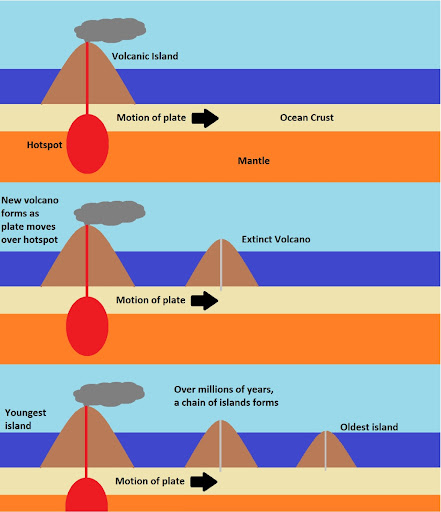 Volcanic Island
Motion of plate
Ocean Crust
Hotspot
Mantle
New volcano
forms as
plate moves
over hotspot
Extinct Volcano
Motion of plate
Over millions of years,
a chain of islands forms
Youngest
island
Oldest island
Motion of plate